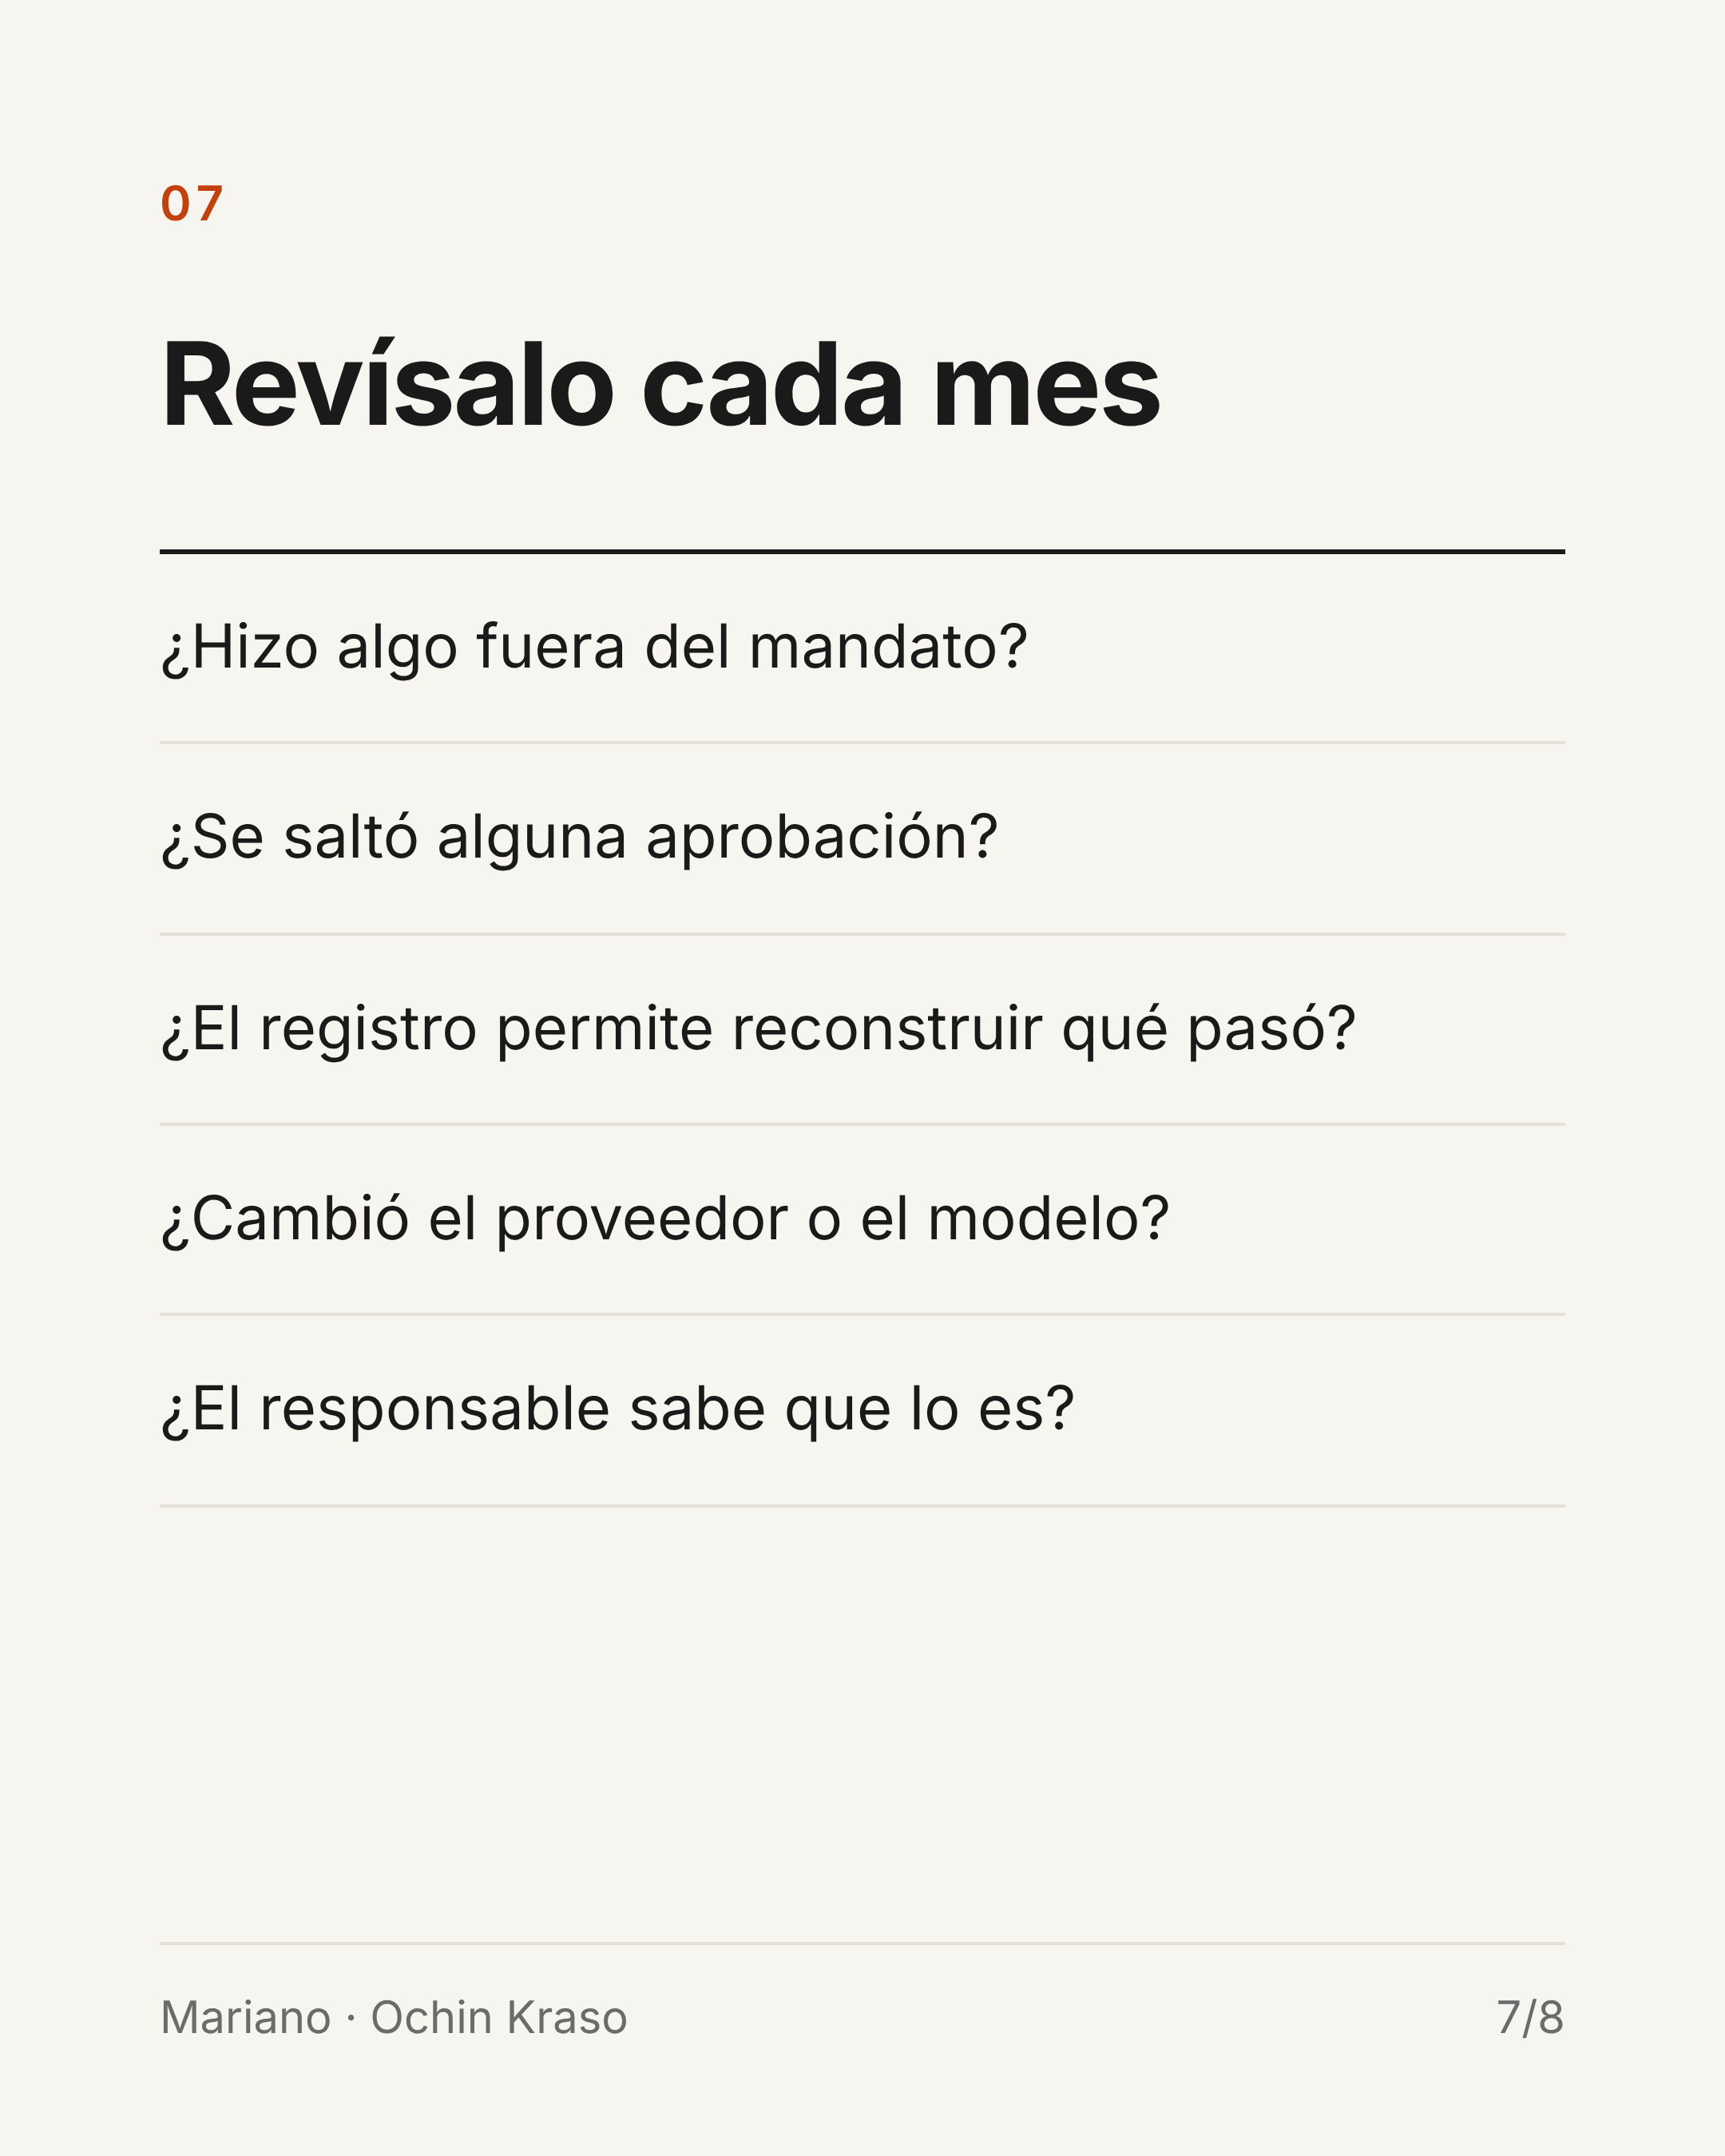 07
Revísalo cada mes
¿Hizo algo fuera del mandato?
¿Se saltó alguna aprobación?
¿El registro permite reconstruir qué pasó?
¿Cambió el proveedor o el modelo?
¿El responsable sabe que lo es?
Mariano · Ochin Kraso
7/8